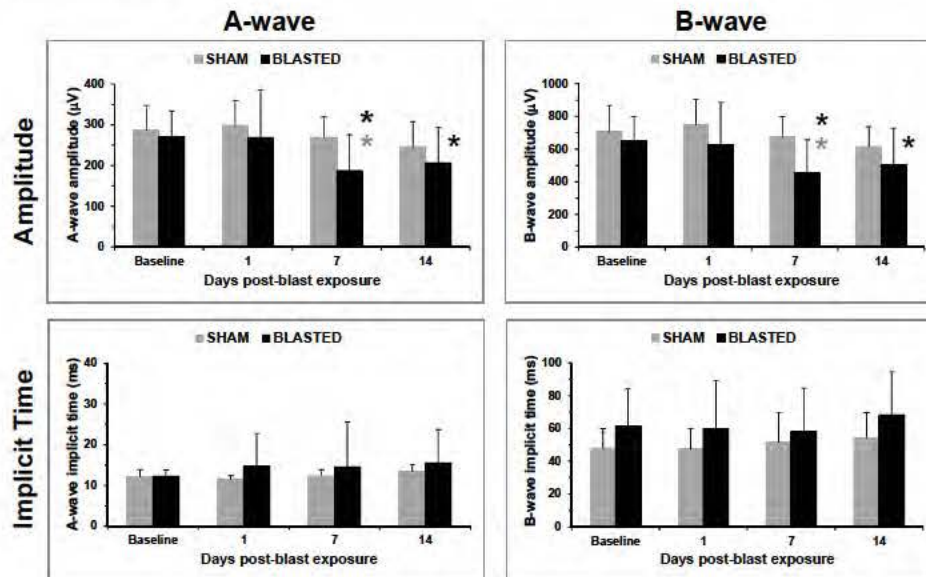 A-wave
B-wave
Amplitude
SHAM BLASTED
A-wave amplitude (µV)
400
300
200
100
0
* * *
Baseline 1 7 14
Days post-blast exposure
SHAM BLASTED
B-wave amplitude (µV)
1000
800
600
400
200
0
* * *
Baseline 1 7 14
Days post-blast exposure
Implicit Time
SHAM BLASTED
A-wave implicit time (ms)
40
30
20
10
0
Baseline 1 7 14
Days post-blast exposure
SHAM BLASTED
B-wave implicit time (ms)
100
80
60
40
20
0
Baseline 1 7 14
Days post-blast exposure